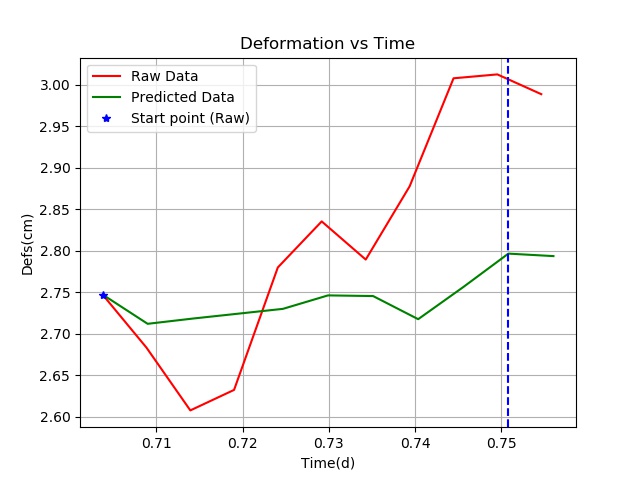 Deformation vs Time
Raw Data
Predicted Data
Start point (Raw)
3.00
2.95
2.90
2.85
2.80
2.75
2.70
2.65
2.60
Defs(cm)
0.71 0.72 0.73 0.74 0.75
Time(d)